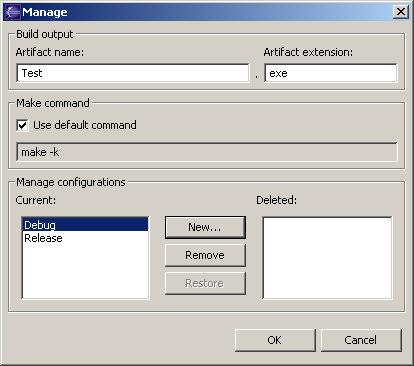 Manage
Build output
Artifact name: Artifact extension:
Test . exe
Make command
Use default command
make -k
Manage configurations
Current: Deleted:
Debug
Release
New...
Remove
Restore
OK Cancel